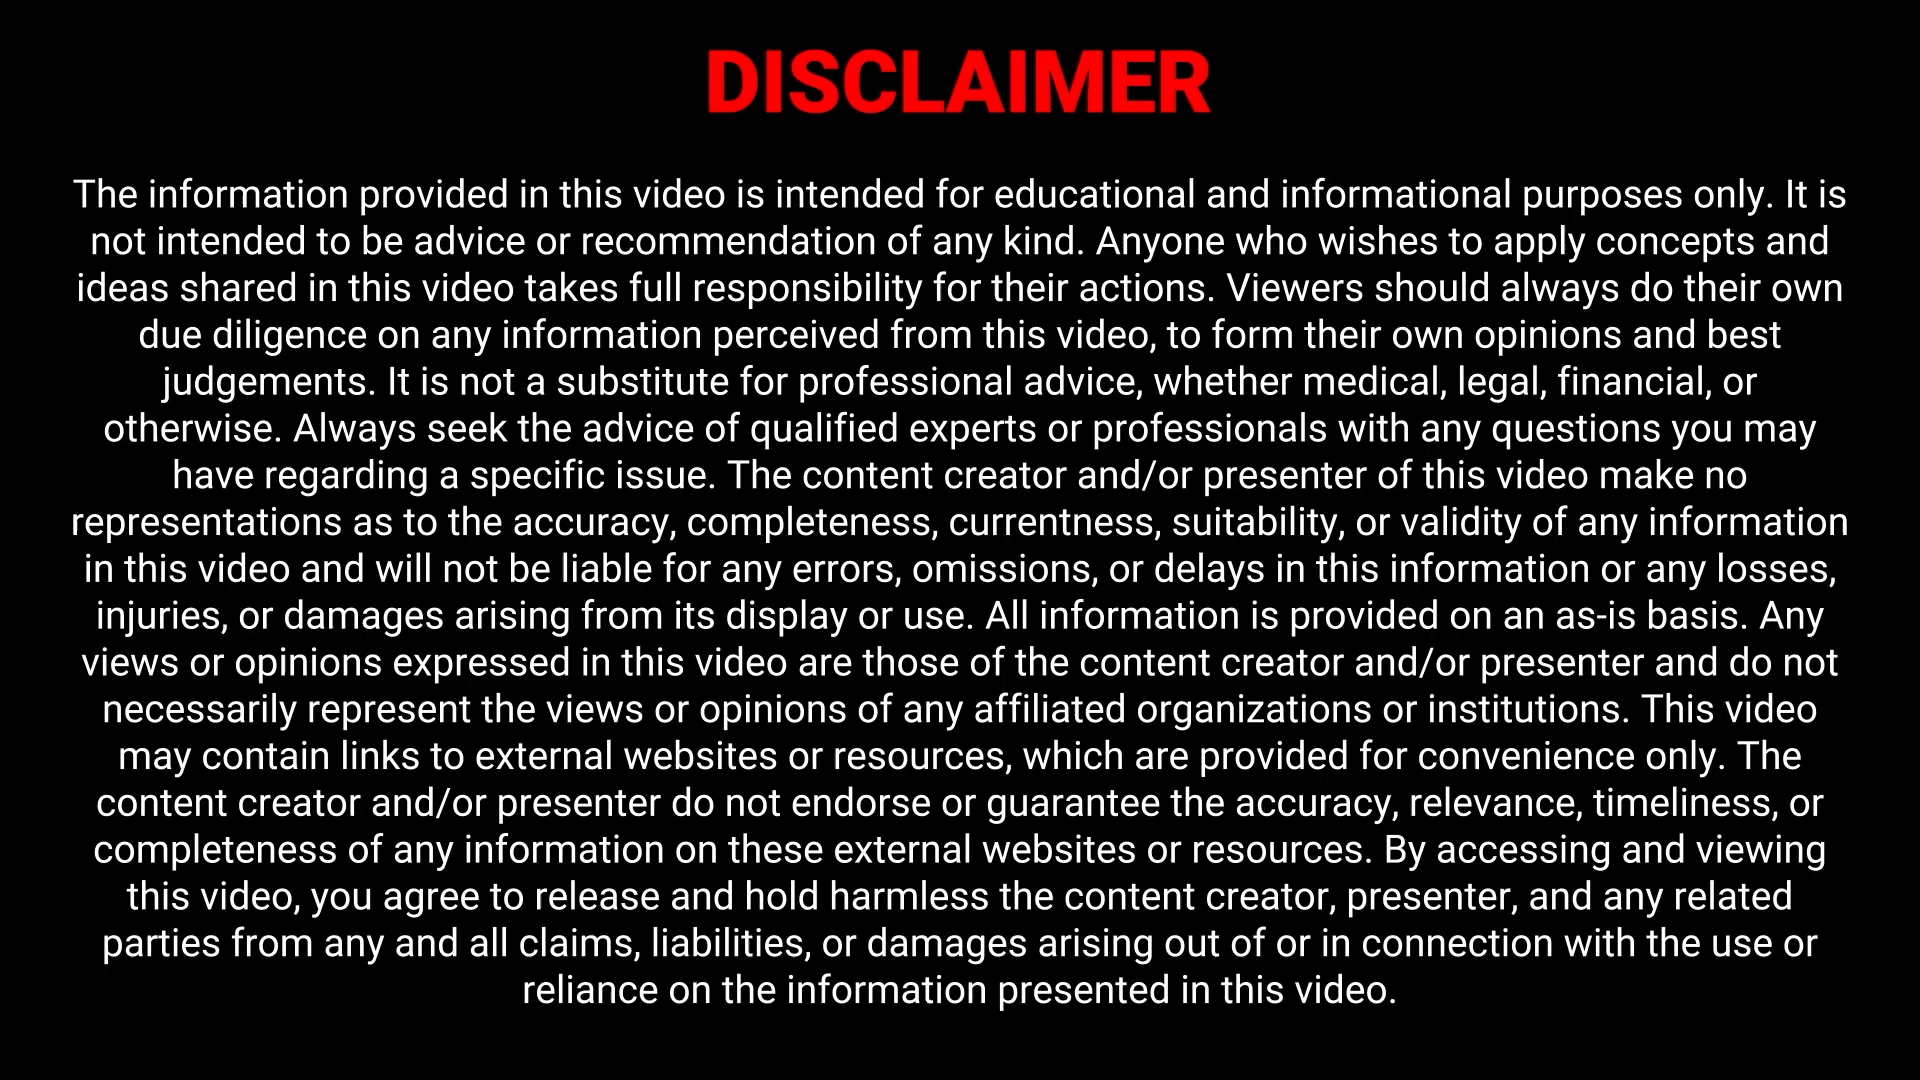 DISCLAIMER
The information provided in this video is intended for educational and informational purposes only. It is
not intended to be advice or recommendation of any kind. Anyone who wishes to apply concepts and
ideas shared in this video takes full responsibility for their actions. Viewers should always do their own
due diligence on any information perceived from this video, to form their own opinions and best
judgements. It is not a substitute for professional advice, whether medical, legal, financial, or
otherwise. Always seek the advice of qualified experts or professionals with any questions you may
have regarding a specific issue. The content creator and/or presenter of this video make no
representations as to the accuracy, completeness, currentness, suitability, or validity of any information
in this video and will not be liable for any errors, omissions, or delays in this information or any losses,
injuries, or damages arising from its display or use. All information is provided on an as-is basis. Any
views or opinions expressed in this video are those of the content creator and/or presenter and do not
necessarily represent the views or opinions of any affiliated organizations or institutions. This video
may contain links to external websites or resources, which are provided for convenience only. The
content creator and/or presenter do not endorse or guarantee the accuracy, relevance, timeliness, or
completeness of any information on these external websites or resources. By accessing and viewing
this video, you agree to release and hold harmless the content creator, presenter, and any related
parties from any and all claims, liabilities, or damages arising out of or in connection with the use or
reliance on the information presented in this video.